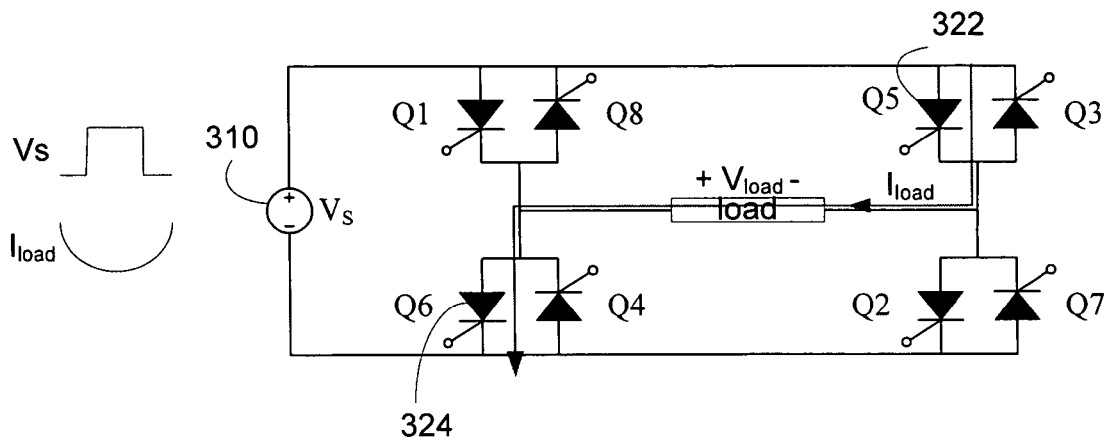 322
Q1
Q8
Q5
Q3
310
Vs
VS
+ Vload -
load
Iload
Iload
+
−
Q6
Q4
Q2
Q7
324